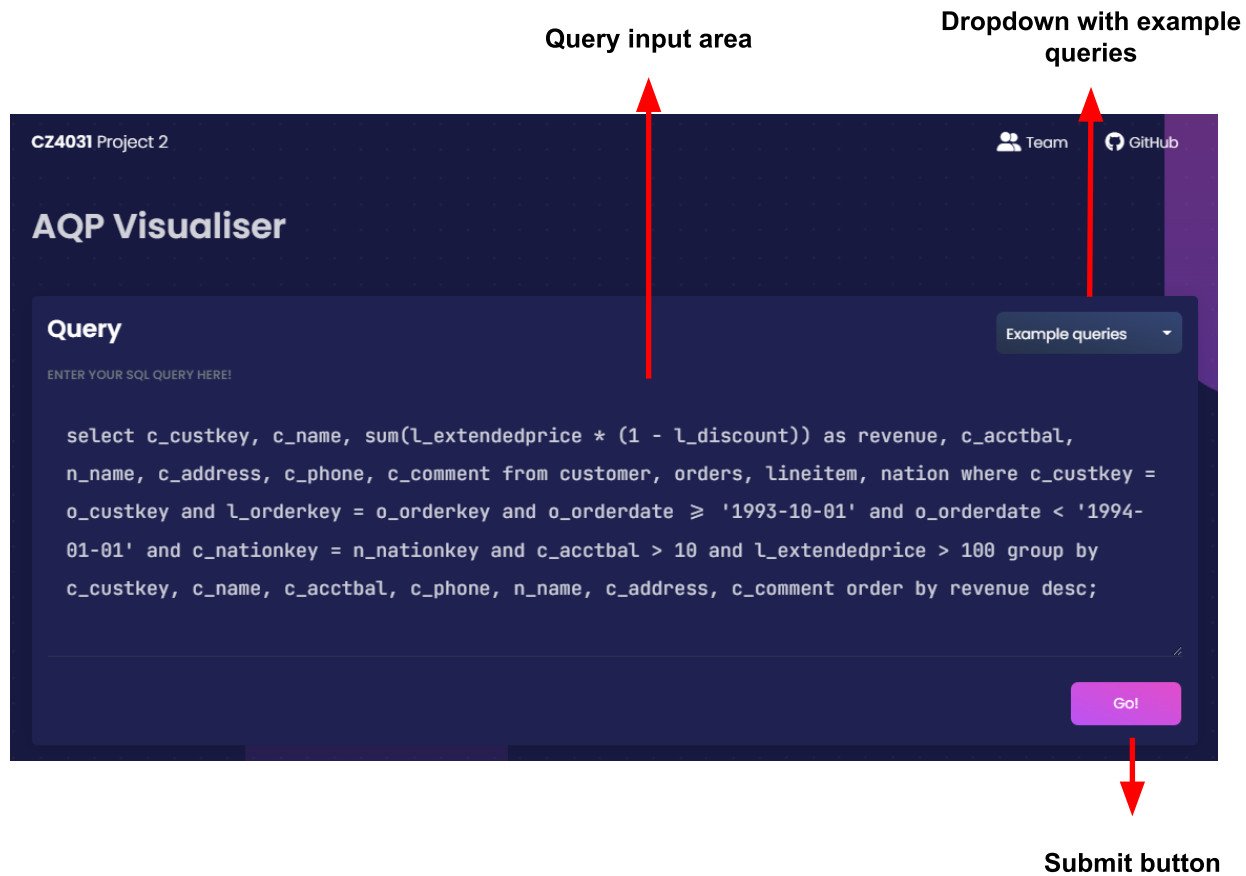 Query input area
Dropdown with example
queries
CZ4031 Project 2
Team
GitHub
AQP Visualiser
Query
Example queries
ENTER YOUR SQL QUERY HERE!
select c_custkey, c_name, sum(l_extendedprice * (1 - l_discount)) as revenue, c_acctbal,
n_name, c_address, c_phone, c_comment from customer, orders, lineitem, nation where c_custkey =
o_custkey and l_orderkey = o_orderkey and o_orderdate ⩾ '1993-10-01' and o_orderdate < '1994-
01-01' and c_nationkey = n_nationkey and c_acctbal > 10 and l_extendedprice > 100 group by
c_custkey, c_name, c_acctbal, c_phone, n_name, c_address, c_comment order by revenue desc;
Go!
Submit button